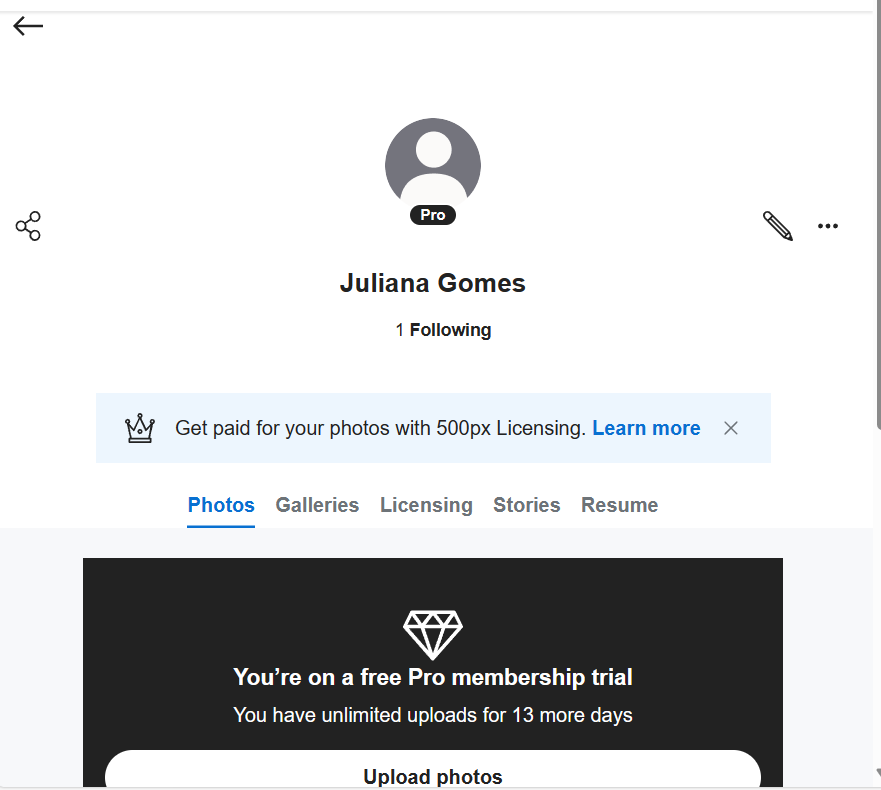 Pro
Juliana Gomes
1 Following
Get paid for your photos with 500px Licensing. Learn more
Photos Galleries Licensing Stories Resume
You’re on a free Pro membership trial
You have unlimited uploads for 13 more days
Upload photos